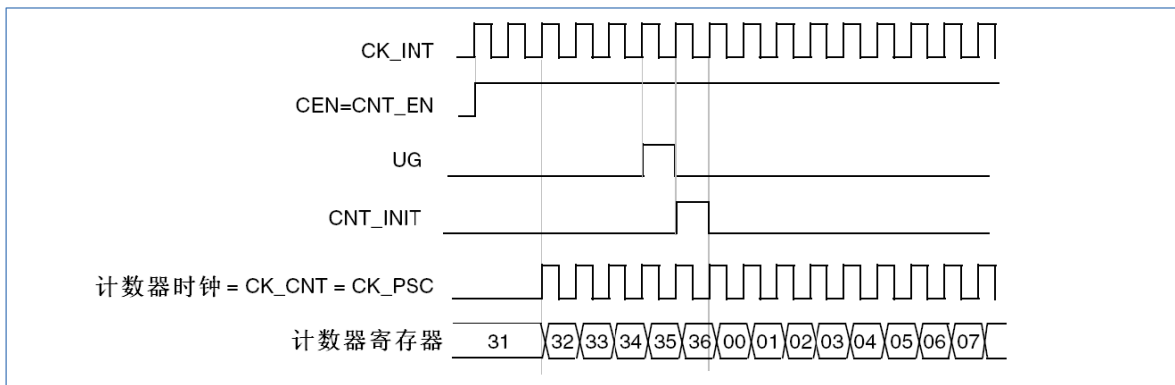 CK_INT
CEN=CNT_EN
UG
CNT_INIT
计数器时钟 = CK_CNT = CK_PSC
计数器寄存器 31 32 33 34 35 36 00 01 02 03 04 05 06 07